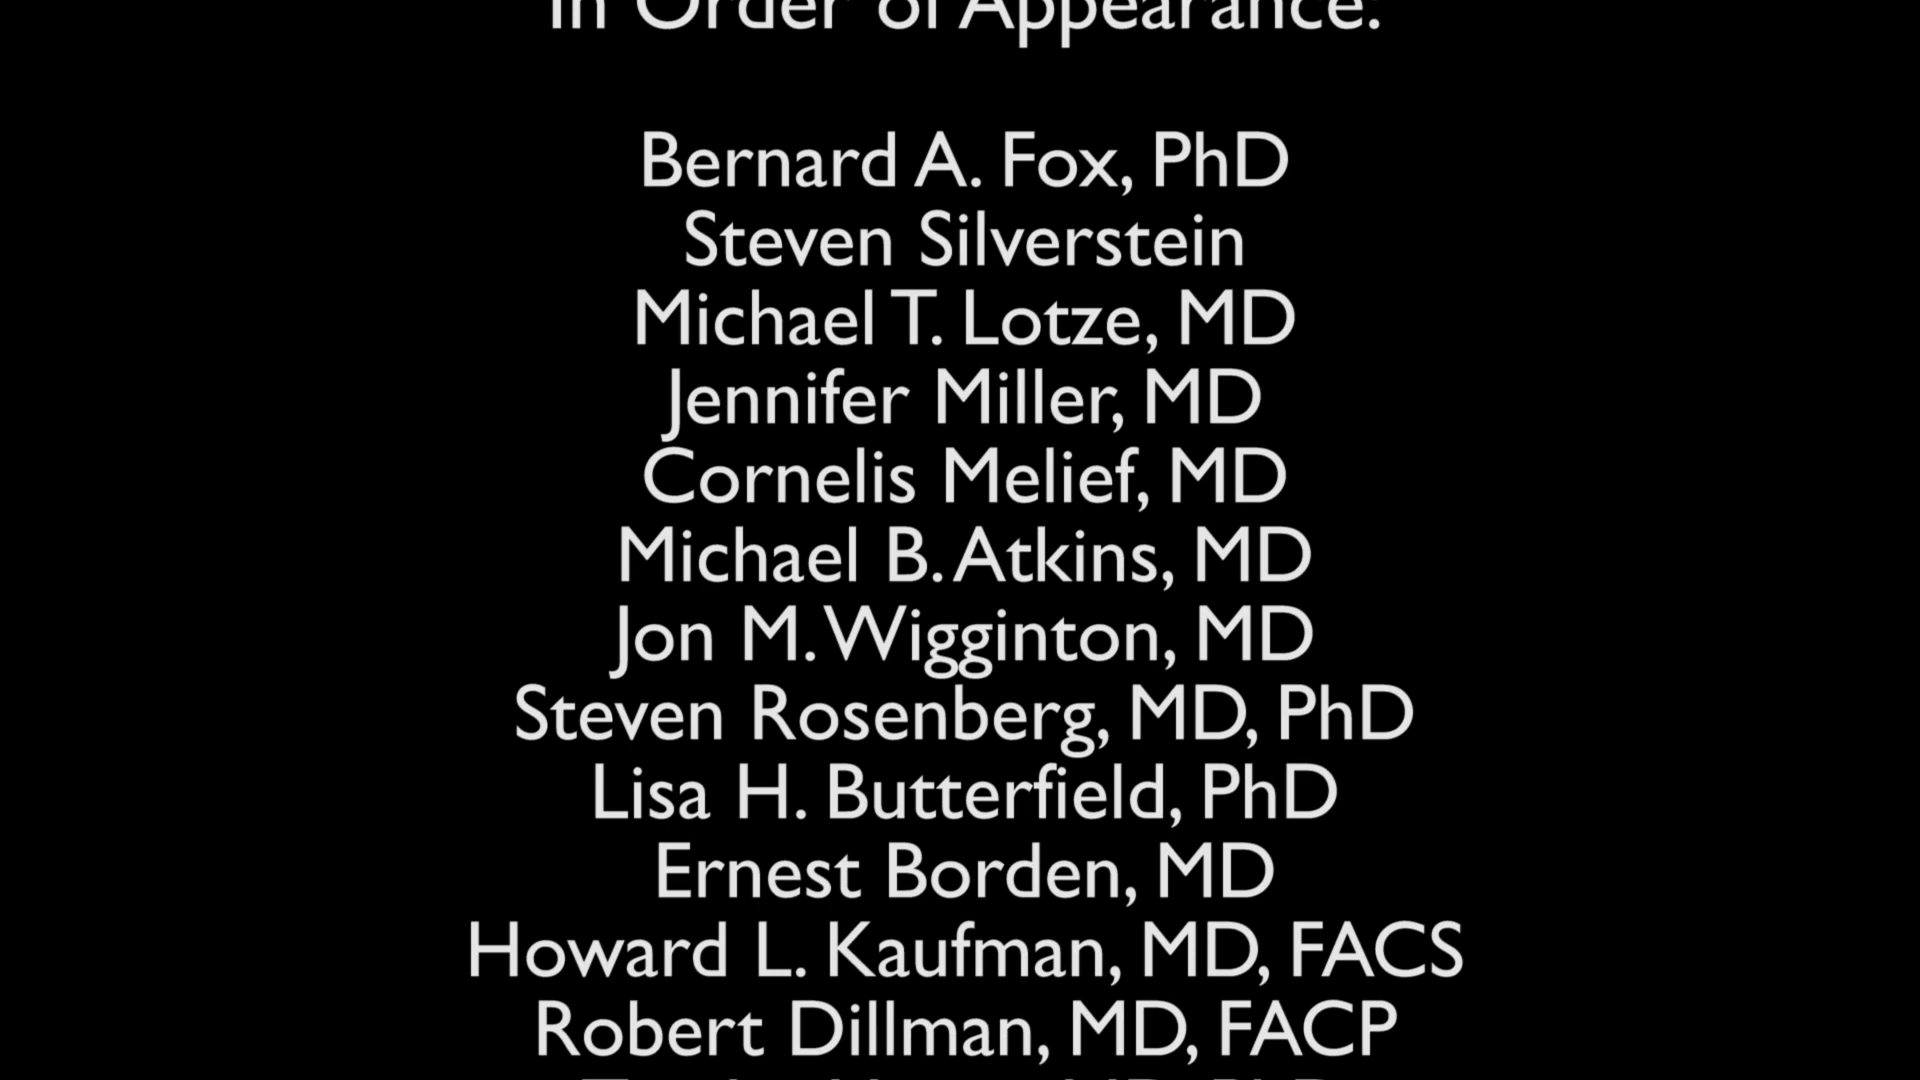 In Order of Appearance:
Bernard A. Fox, PhD
Steven Silverstein
Michael T. Lotze, MD
Jennifer Miller, MD
Cornelis Melief, MD
Michael B. Atkins, MD
Jon M. Wigginton, MD
Steven Rosenberg, MD, PhD
Lisa H. Butterfield, PhD
Ernest Borden, MD
Howard L. Kaufman, MD, FACS
Robert Dillman, MD, FACP